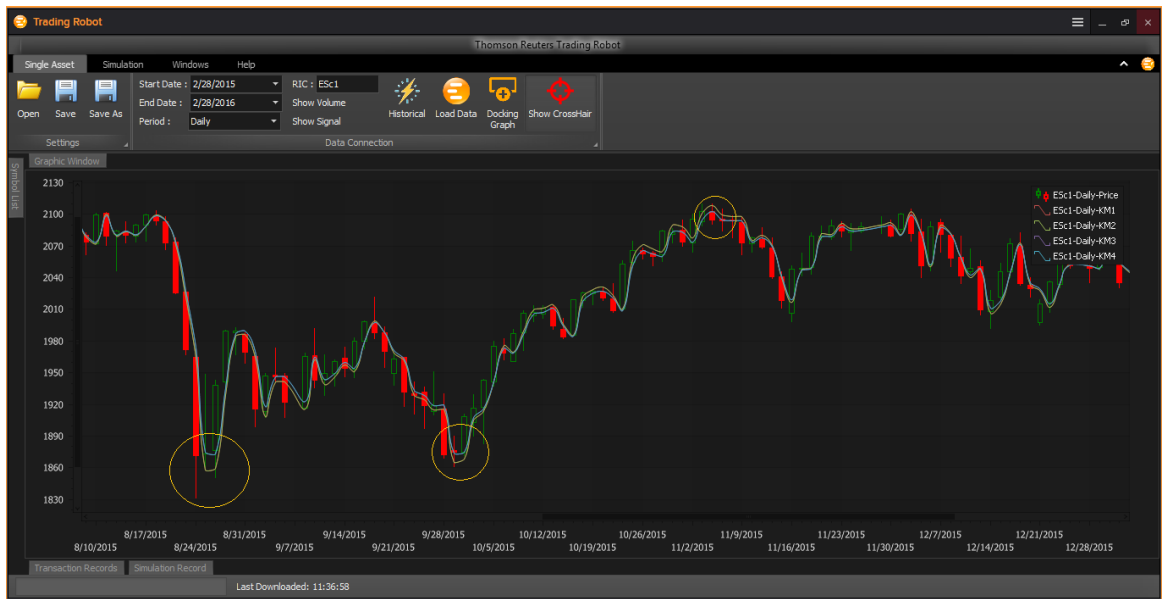 Trading Robot
Thomson Reuters Trading Robot
Single Asset Simulation Windows Help
Open Save Save As
Settings
Start Date : 2/28/2015
End Date : 2/28/2016
Period : Daily
RIC : ESc1
Show Volume
Show Signal
Historical Load Data Docking Graph Show CrossHair
Data Connection
Symbol List
Graphic Window
ESc1-Daily-Price
ESc1-Daily-KM1
ESc1-Daily-KM2
ESc1-Daily-KM3
ESc1-Daily-KM4
2130
2100
2070
2040
2010
1980
1950
1920
1890
1860
1830
8/17/2015 8/31/2015 9/14/2015 9/28/2015 10/12/2015 10/26/2015 11/9/2015 11/23/2015 12/7/2015 12/21/2015
8/10/2015 8/24/2015 9/7/2015 9/21/2015 10/5/2015 10/19/2015 11/2/2015 11/16/2015 11/30/2015 12/14/2015 12/28/2015
Transaction Records Simulation Record
Last Downloaded: 11:36:58